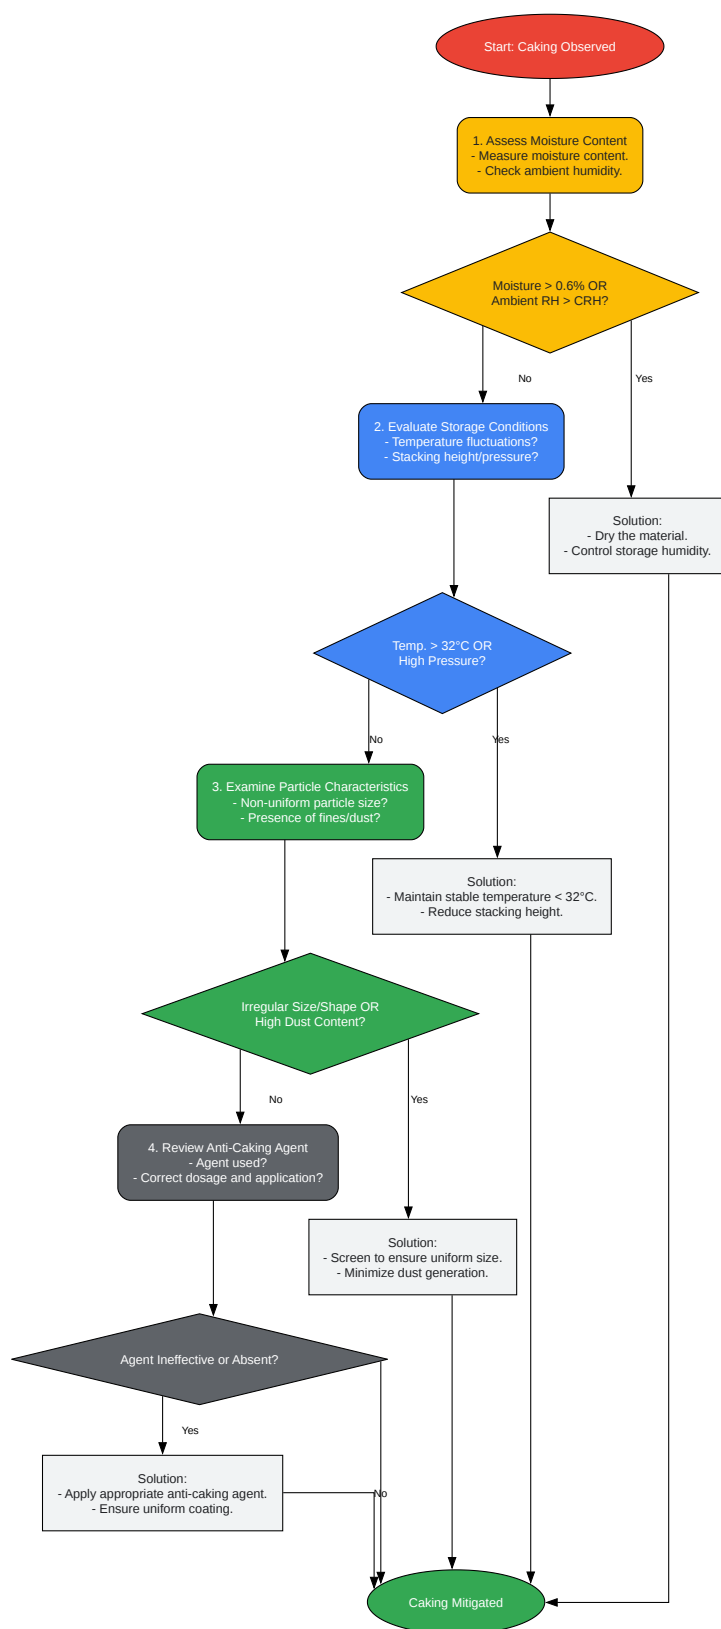 Start: Caking Observed
1. Assess Moisture Content
- Measure moisture content.
- Check ambient humidity.
Moisture > 0.6% OR
Ambient RH > CRH?
No
Yes
2. Evaluate Storage Conditions
- Temperature fluctuations?
- Stacking height/pressure?
Solution:
- Dry the material.
- Control storage humidity.
Temp. > 32°C OR
High Pressure?
No
Yes
3. Examine Particle Characteristics
- Non-uniform particle size?
- Presence of fines/dust?
Solution:
- Maintain stable temperature < 32°C.
- Reduce stacking height.
Irregular Size/Shape OR
High Dust Content?
No
Yes
4. Review Anti-Caking Agent
- Agent used?
- Correct dosage and application?
Solution:
- Screen to ensure uniform size.
- Minimize dust generation.
Agent Ineffective or Absent?
Yes
Solution:
- Apply appropriate anti-caking agent.
- Ensure uniform coating.
No
Caking Mitigated